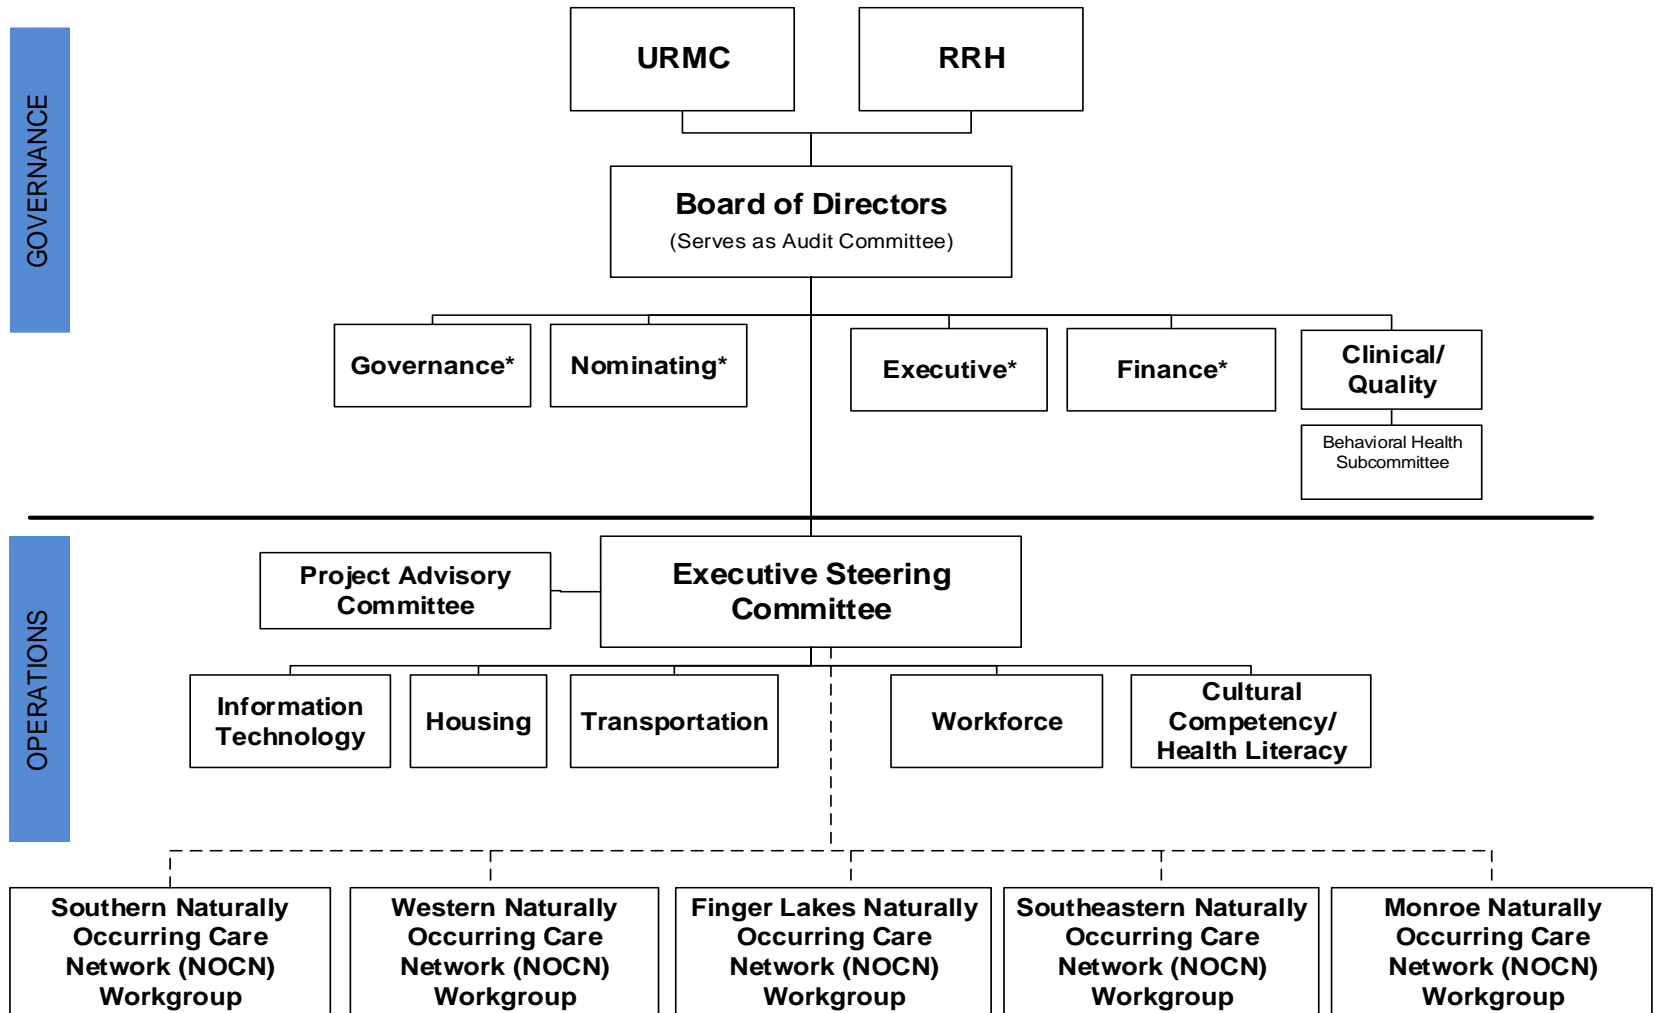 GOVERNANCE
URMC
RRH
Board of Directors
(Serves as Audit Committee)
Governance*
Nominating*
Executive*
Finance*
Clinical/
Quality
Behavioral Health
Subcommittee
OPERATIONS
Project Advisory
Committee
Executive Steering
Committee
Information
Technology
Housing
Transportation
Workforce
Cultural
Competency/
Health Literacy
Southern Naturally
Occurring Care
Network (NOCN)
Workgroup
Western Naturally
Occurring Care
Network (NOCN)
Workgroup
Finger Lakes Naturally
Occurring Care
Network (NOCN)
Workgroup
Southeastern Naturally
Occurring Care
Network (NOCN)
Workgroup
Monroe Naturally
Occurring Care
Network (NOCN)
Workgroup